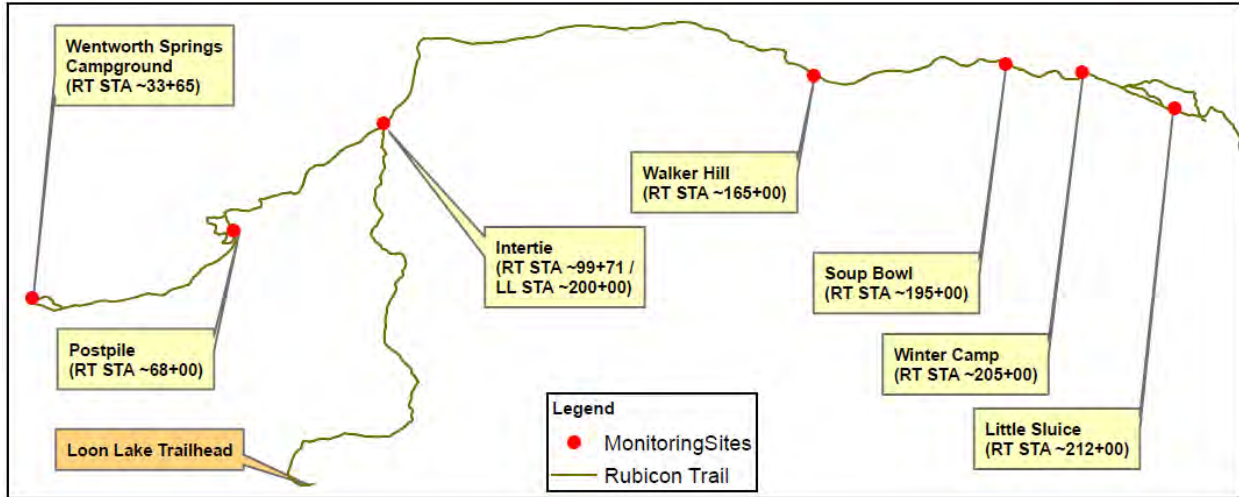 Wentworth Springs
Campground
(RT STA ~33+65)
Walker Hill
(RT STA ~165+00)
Intertie
(RT STA ~99+71 /
LL STA ~200+00)
Soup Bowl
(RT STA ~195+00)
Postpile
(RT STA ~68+00)
Winter Camp
(RT STA ~205+00)
Little Sluice
(RT STA ~212+00)
Loon Lake Trailhead
Legend
MonitoringSites
Rubicon Trail